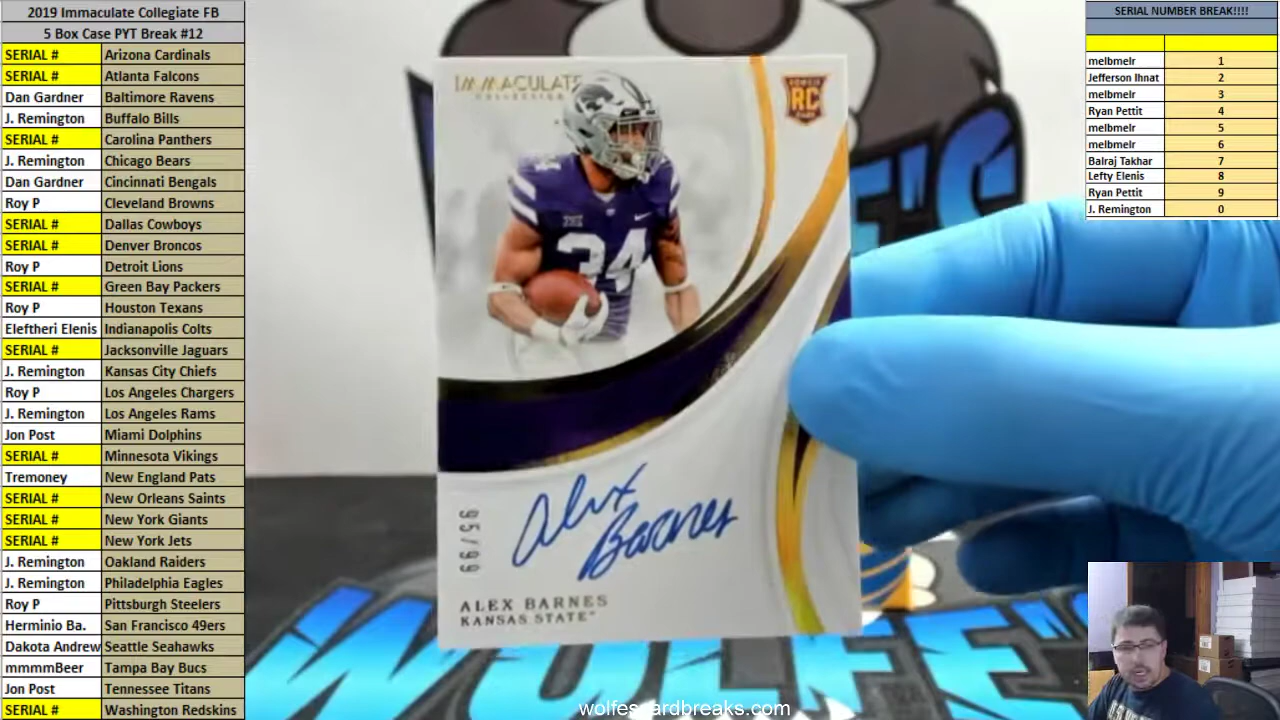 2019 Immaculate Collegiate FB
5 Box Case PYT Break #12
SERIAL # Arizona Cardinals
SERIAL # Atlanta Falcons
Dan Gardner Baltimore Ravens
J. Remington Buffalo Bills
SERIAL # Carolina Panthers
J. Remington Chicago Bears
Dan Gardner Cincinnati Bengals
Roy P Cleveland Browns
SERIAL # Dallas Cowboys
SERIAL # Denver Broncos
Roy P Detroit Lions
SERIAL # Green Bay Packers
Roy P Houston Texans
Eleftheri Elenis Indianapolis Colts
SERIAL # Jacksonville Jaguars
J. Remington Kansas City Chiefs
Roy P Los Angeles Chargers
J. Remington Los Angeles Rams
Jon Post Miami Dolphins
SERIAL # Minnesota Vikings
Tremoney New England Pats
SERIAL # New Orleans Saints
SERIAL # New York Giants
SERIAL # New York Jets
J. Remington Oakland Raiders
J. Remington Philadelphia Eagles
Roy P Pittsburgh Steelers
Herminio Ba. San Francisco 49ers
Dakota Andrew Seattle Seahawks
mmmmBeer Tampa Bay Bucs
Jon Post Tennessee Titans
SERIAL # Washington Redskins
IMMACULATE
COLLECTION
RC
34
Alex
Barnes
95/99
ALEX BARNES
KANSAS STATE
WOLFE'S
wolfescardbreaks.com
SERIAL NUMBER BREAK!!!!
melbmelr 1
Jefferson Ihnat 2
melbmelr 3
Ryan Pettit 4
melbmelr 5
melbmelr 6
Balraj Takhar 7
Lefty Elenis 8
Ryan Pettit 9
J. Remington 0